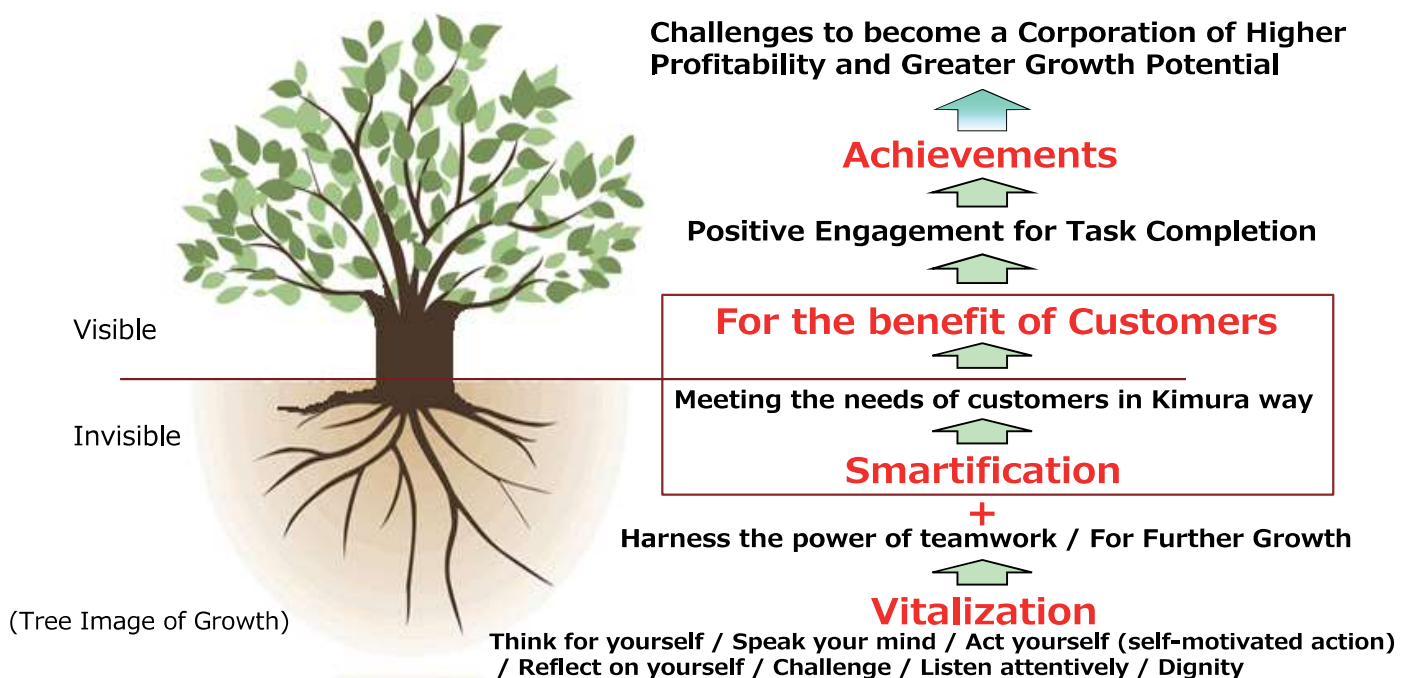 Challenges to become a Corporation of Higher
Profitability and Greater Growth Potential
Achievements
Positive Engagement for Task Completion
For the benefit of Customers
Visible
Meeting the needs of customers in Kimura way
Invisible
Smartification
+
Harness the power of teamwork / For Further Growth
Vitalization
(Tree Image of Growth)
Think for yourself / Speak your mind / Act yourself (self-motivated action)
/ Reflect on yourself / Challenge / Listen attentively / Dignity